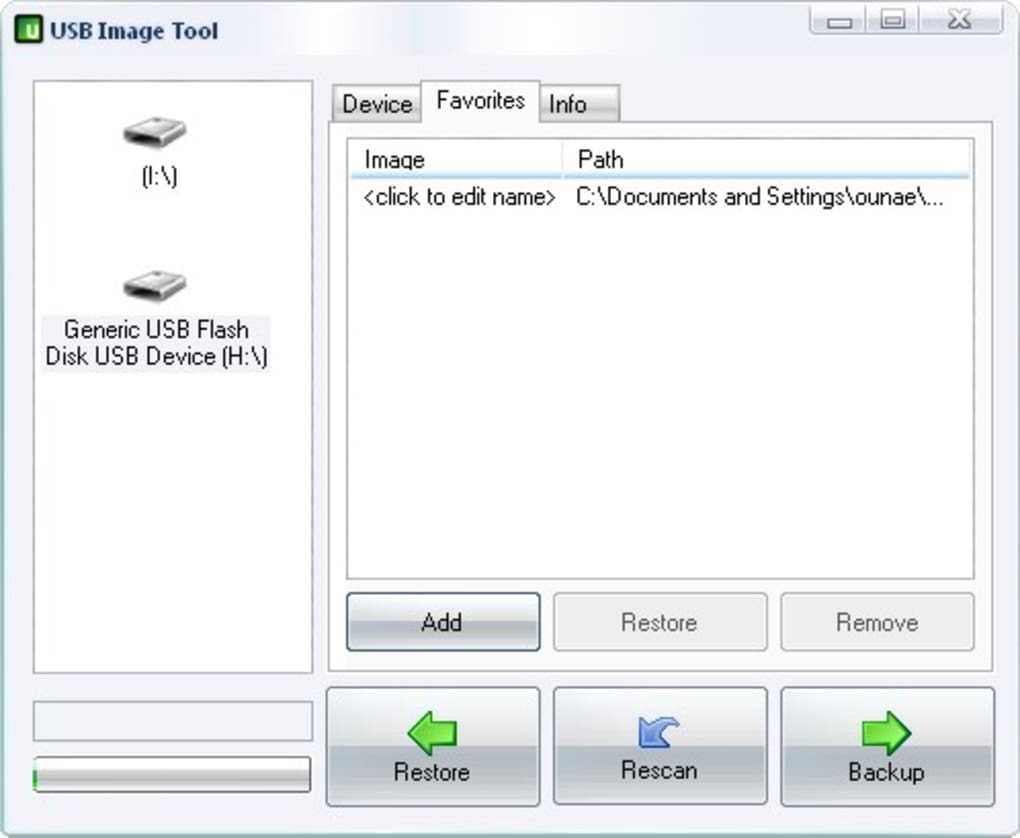 USB Image Tool
(I:\)
Generic USB Flash
Disk USB Device (H:\)
Device Favorites Info
Image Path
<click to edit name> C:\Documents and Settings\ounae\...
Add Restore Remove
Restore Rescan Backup